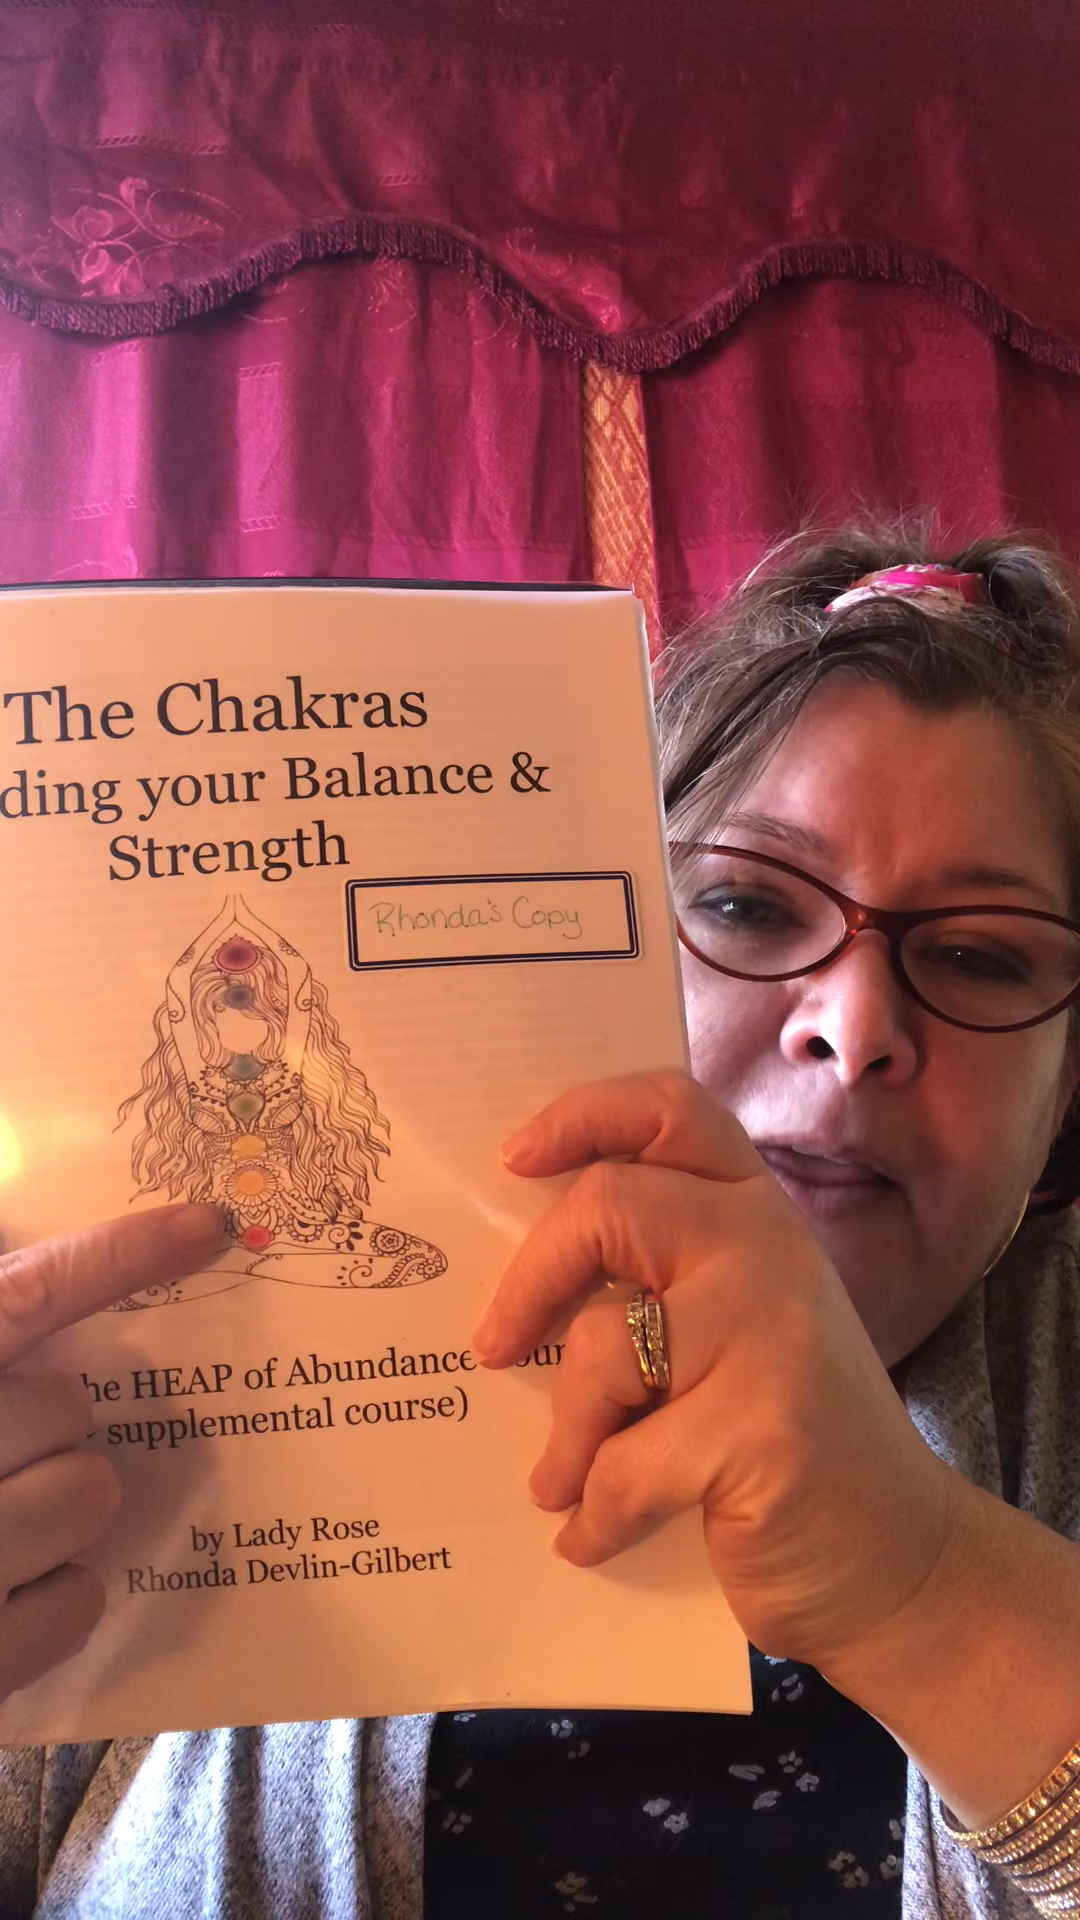 The Chakras
ding your Balance &
Strength
Rhonda's Copy
he HEAP of Abundance
- supplemental course)
by Lady Rose
Rhonda Devlin-Gilbert